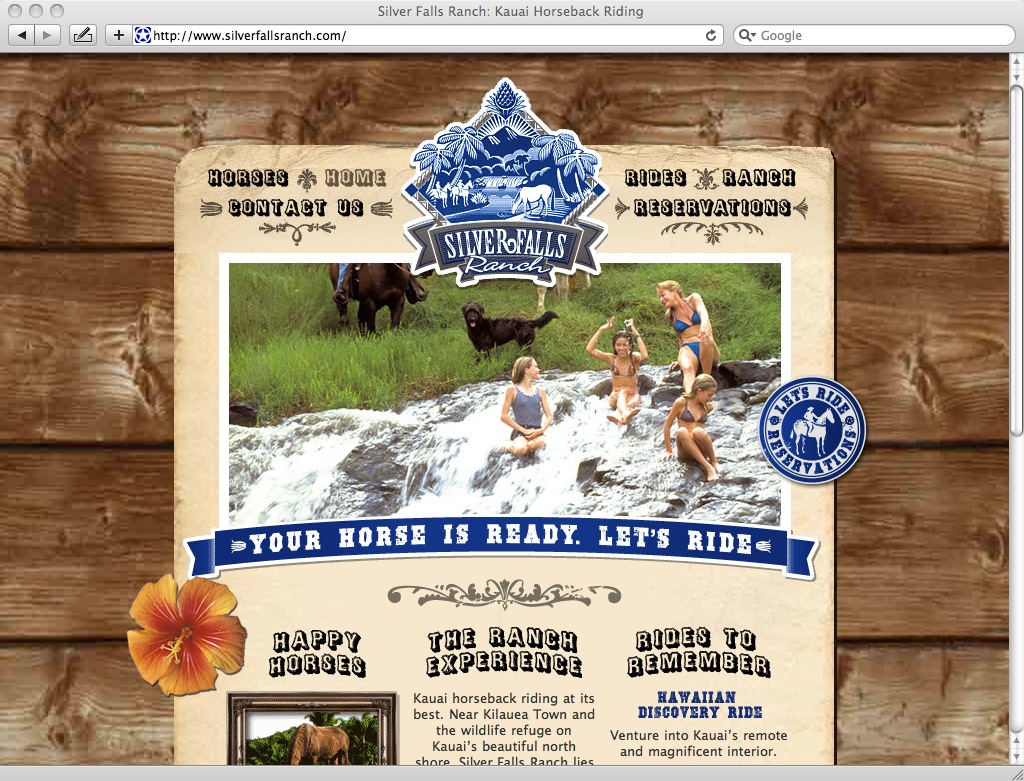 Silver Falls Ranch: Kauai Horseback Riding
http://www.silverfallsranch.com/
Google
HORSES HOME
CONTACT US
SILVER FALLS
Ranch
RIDES RANCH
RESERVATIONS
LET'S RIDE
RESERVATIONS
YOUR HORSE IS READY. LET'S RIDE
HAPPY
HORSES
THE RANCH
EXPERIENCE
Kauai horseback riding at its
best. Near Kilauea Town and
the wildlife refuge on
Kauai's beautiful north
shore, Silver Falls Ranch lies
RIDES TO
REMEMBER
HAWAIIAN
DISCOVERY RIDE
Venture into Kauai's remote
and magnificent interior.